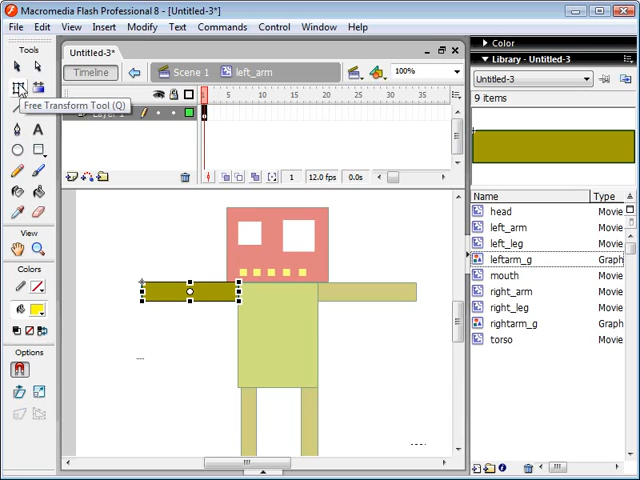 Macromedia Flash Professional 8 - [Untitled-3*]
File Edit View Insert Modify Text Commands Control Window Help
Tools
Untitled-3*
Timeline
Scene 1
left_arm
100%
1 5 10 15 20 25 30 35
Layer 1
1
12.0 fps
0.0s
Free Transform Tool (Q)
View
Colors
Options
Color
Library - Untitled-3
Untitled-3
9 items
Name Type
head Movie
left_arm Movie
left_leg Movie
leftarm_g Graph
mouth Movie
right_arm Movie
right_leg Movie
rightarm_g Graph
torso Movie